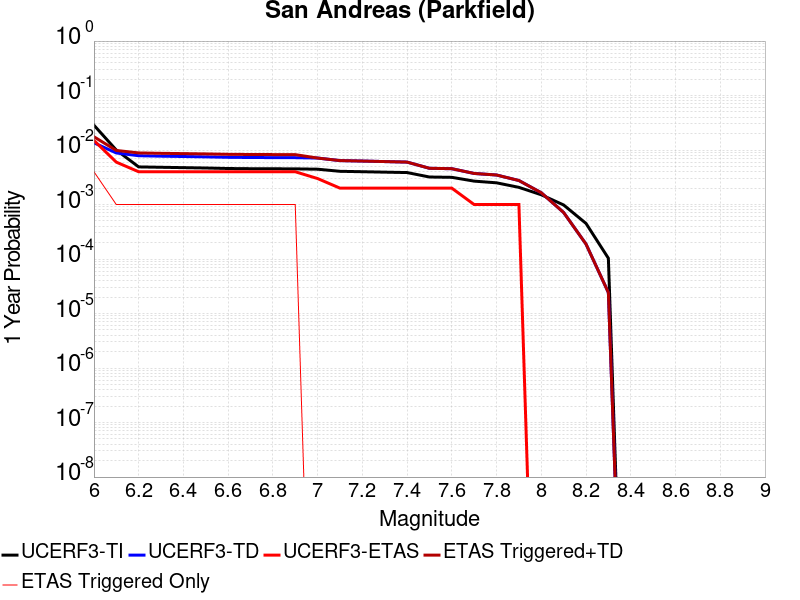 San Andreas (Parkfield)
10^0
10^-1
10^-2
10^-3
10^-4
10^-5
10^-6
10^-7
10^-8
1 Year Probability
6 6.2 6.4 6.6 6.8 7 7.2 7.4 7.6 7.8 8 8.2 8.4 8.6 8.8 9
Magnitude
UCERF3-TI UCERF3-TD UCERF3-ETAS ETAS Triggered+TD
ETAS Triggered Only